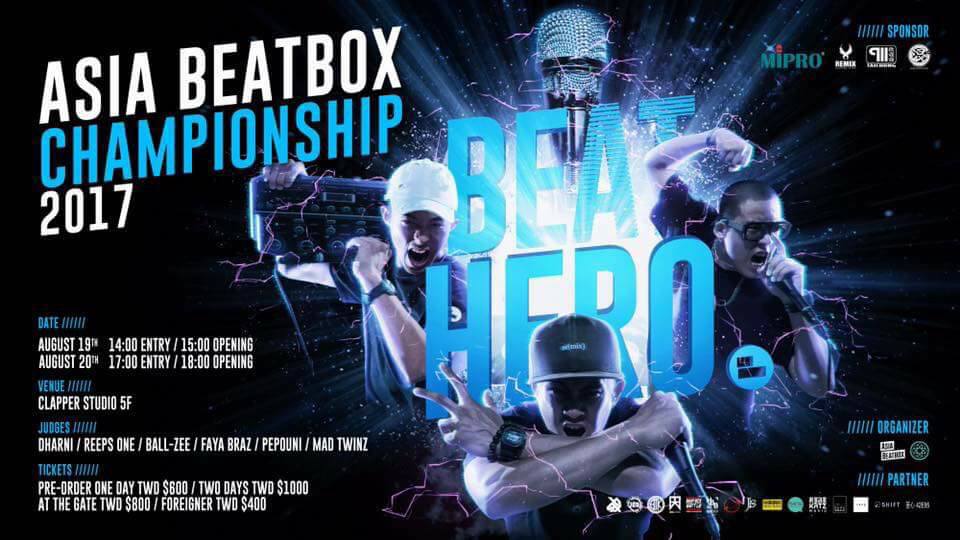 ASIA BEATBOX
CHAMPIONSHIP
2017
BEAT
HERO.
////// SPONSOR
MIPRO
REMIX
DATE //////
AUGUST 19TH 14:00 ENTRY / 15:00 OPENING
AUGUST 20TH 17:00 ENTRY / 18:00 OPENING
VENUE //////
CLAPPER STUDIO 5F
JUDGES //////
DHARNI / REEPS ONE / BALL-ZEE / FAYA BRAZ / PEPOUNI / MAD TWINZ
TICKETS //////
PRE-ORDER ONE DAY TWD $600 / TWO DAYS TWD $1000
AT THE GATE TWD $800 / FOREIGNER TWD $400
////// ORGANIZER
ASIA
BEATBOX
////// PARTNER
SHIFT